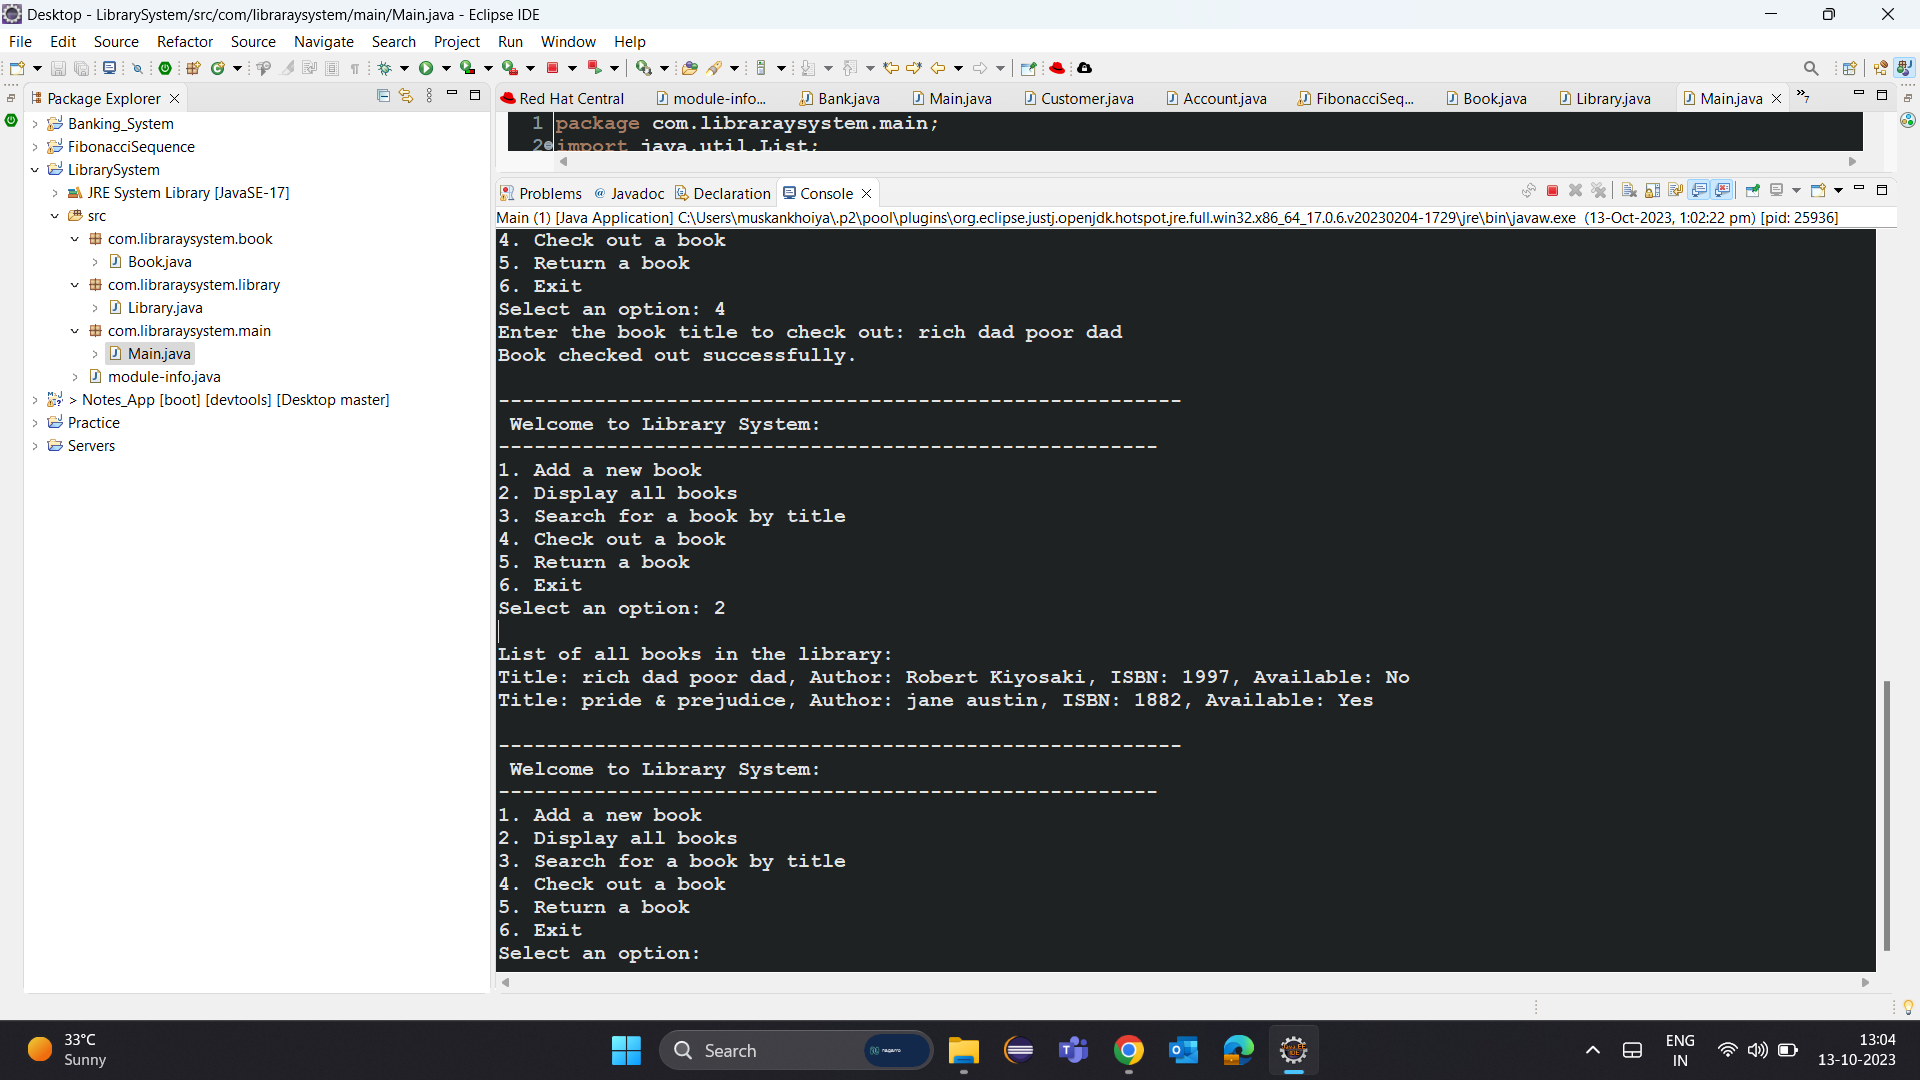 Desktop - LibrarySystem/src/com/libraraysystem/main/Main.java - Eclipse IDE
File Edit Source Refactor Source Navigate Search Project Run Window Help
Package Explorer
Banking_System
FibonacciSequence
LibrarySystem
JRE System Library [JavaSE-17]
src
com.libraraysystem.book
Book.java
com.libraraysystem.library
Library.java
com.libraraysystem.main
Main.java
module-info.java
> Notes_App [boot] [devtools] [Desktop master]
Practice
Servers
Red Hat Central module-info... Bank.java Main.java Customer.java Account.java FibonacciSeq... Book.java Library.java Main.java »7
1 package com.libraraysystem.main;
2 import java.util.List;
Problems @ Javadoc Declaration Console
Main (1) [Java Application] C:\Users\muskankhoiya\.p2\pool\plugins\org.eclipse.justj.openjdk.hotspot.jre.full.win32.x86_64_17.0.6.v20230204-1729\jre\bin\javaw.exe (13-Oct-2023, 1:02:22 pm) [pid: 25936]
4. Check out a book
5. Return a book
6. Exit
Select an option: 4
Enter the book title to check out: rich dad poor dad
Book checked out successfully.
---------------------------------------------------------
Welcome to Library System:
-------------------------------------------------------
1. Add a new book
2. Display all books
3. Search for a book by title
4. Check out a book
5. Return a book
6. Exit
Select an option: 2
List of all books in the library:
Title: rich dad poor dad, Author: Robert Kiyosaki, ISBN: 1997, Available: No
Title: pride & prejudice, Author: jane austin, ISBN: 1882, Available: Yes
---------------------------------------------------------
Welcome to Library System:
-------------------------------------------------------
1. Add a new book
2. Display all books
3. Search for a book by title
4. Check out a book
5. Return a book
6. Exit
Select an option:
33°C
Sunny
Search
nagarro
ENG
IN
13:04
13-10-2023